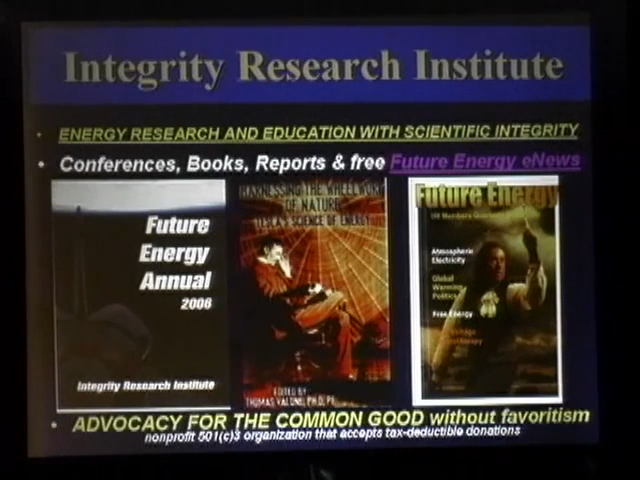 Integrity Research Institute
• ENERGY RESEARCH AND EDUCATION WITH SCIENTIFIC INTEGRITY
• Conferences, Books, Reports & free Future Energy eNews
Future
Energy
Annual
2006
Integrity Research Institute
HARNESSING THE WHEELWORK
OF NATURE
TESLA'S SCIENCE OF ENERGY
EDITED BY
THOMAS VALONE, PH.D, PE
Future Energy
Atmospheric
Electricity
Global
Warming
Politics
Free Energy
• ADVOCACY FOR THE COMMON GOOD without favoritism
nonprofit 501(c)3 organization that accepts tax-deductible donations